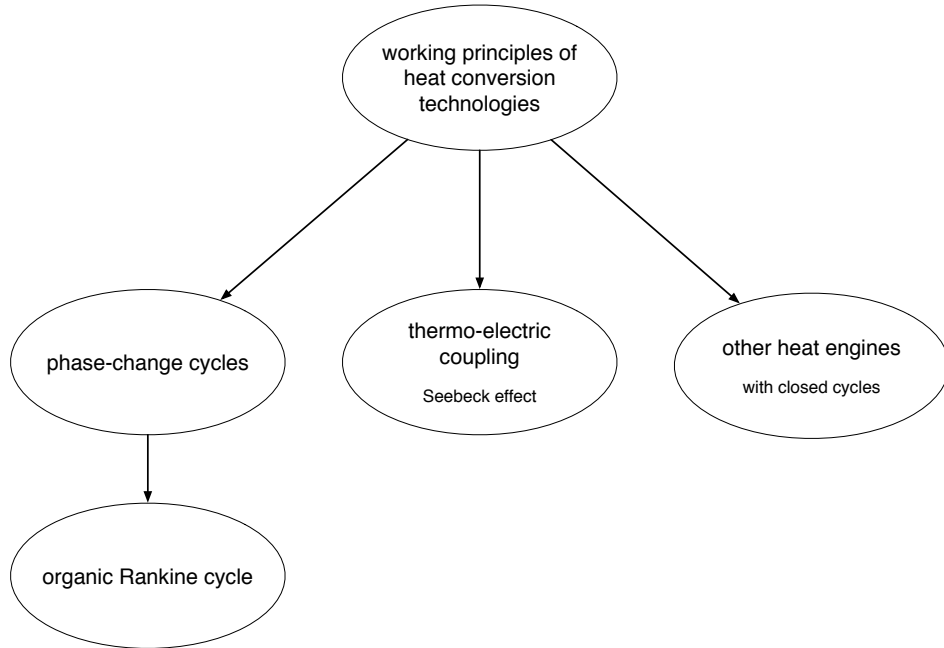 working principles of
heat conversion
technologies
phase-change cycles
thermo-electric
coupling
Seebeck effect
other heat engines
with closed cycles
organic Rankine cycle